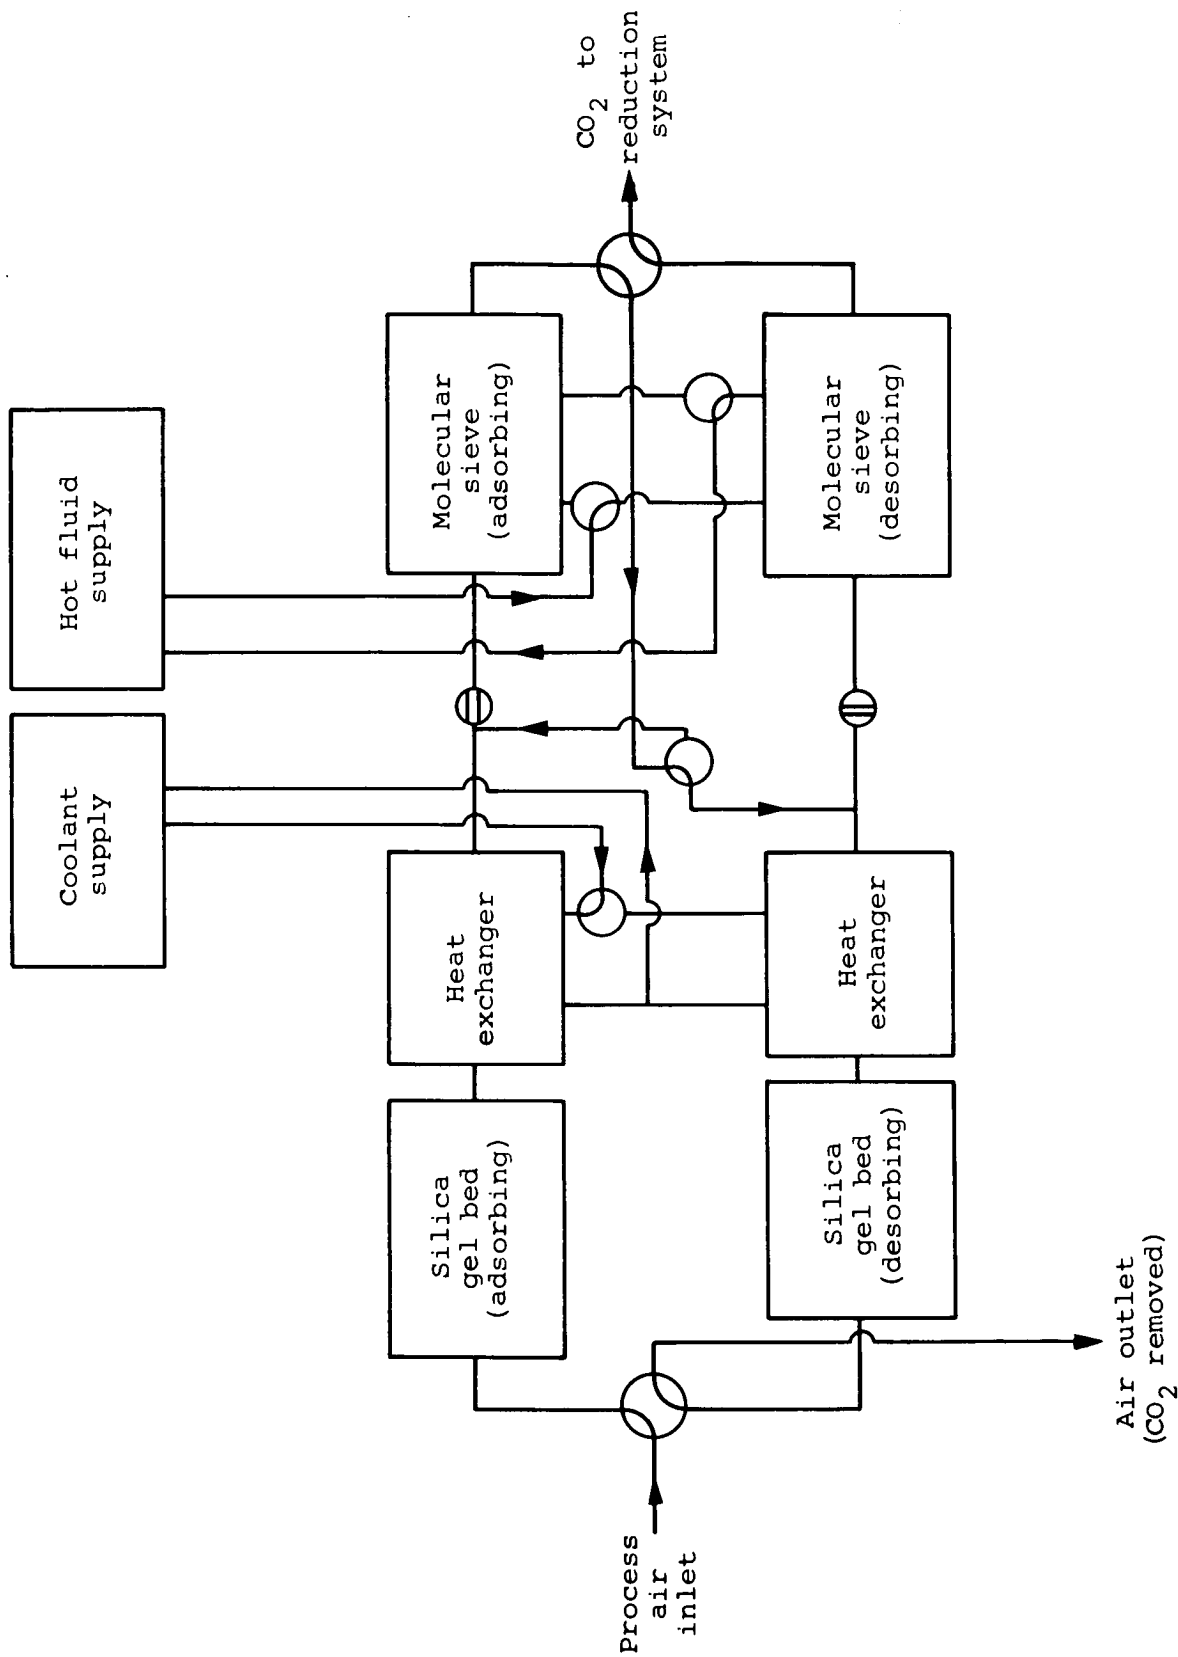 Coolant
supply
Hot fluid
supply
Silica
gel bed
(adsorbing)
Heat
exchanger
Molecular
sieve
(adsorbing)
Process
air
inlet
CO2 to
reduction
system
Silica
gel bed
(desorbing)
Heat
exchanger
Molecular
sieve
(desorbing)
Air outlet
(CO2 removed)